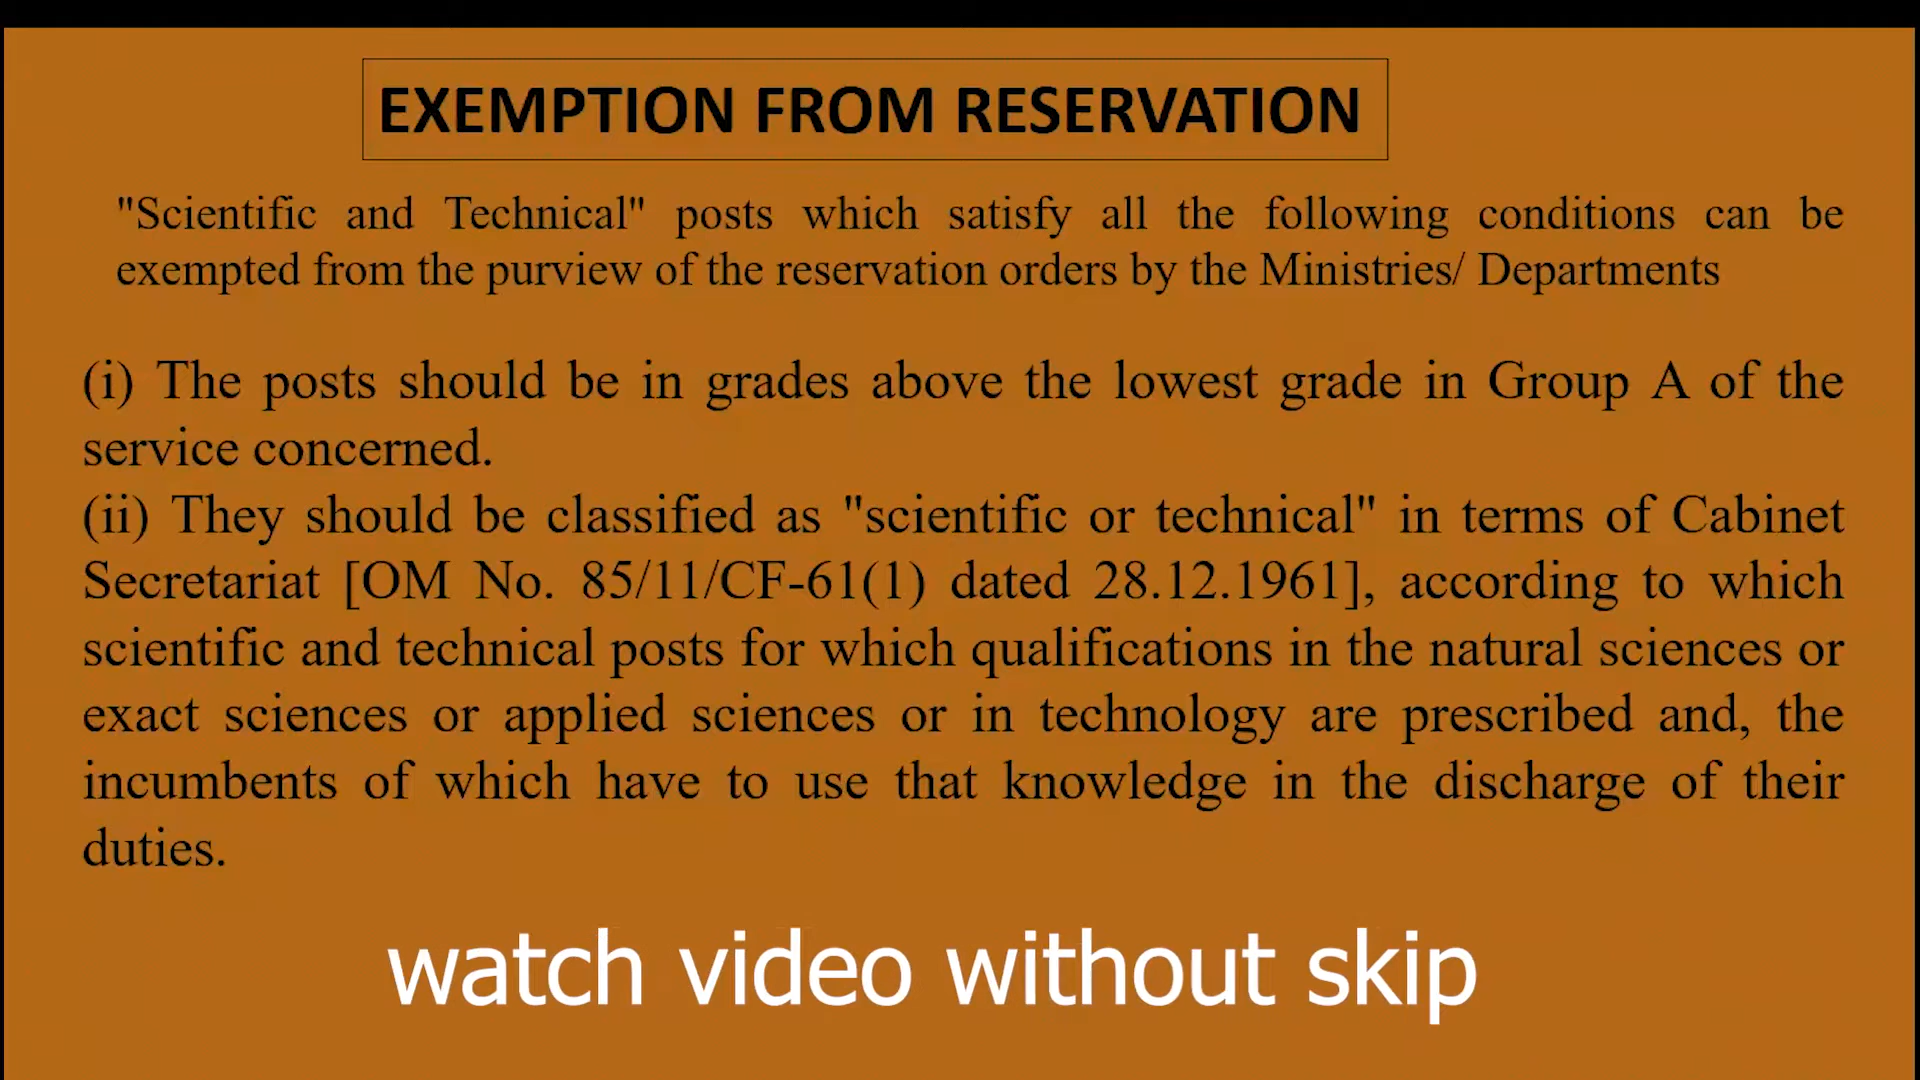 EXEMPTION FROM RESERVATION
"Scientific and Technical" posts which satisfy all the following conditions can be
exempted from the purview of the reservation orders by the Ministries/ Departments
(i) The posts should be in grades above the lowest grade in Group A of the
service concerned.
(ii) They should be classified as "scientific or technical" in terms of Cabinet
Secretariat [OM No. 85/11/CF-61(1) dated 28.12.1961], according to which
scientific and technical posts for which qualifications in the natural sciences or
exact sciences or applied sciences or in technology are prescribed and, the
incumbents of which have to use that knowledge in the discharge of their
duties.
watch video without skip